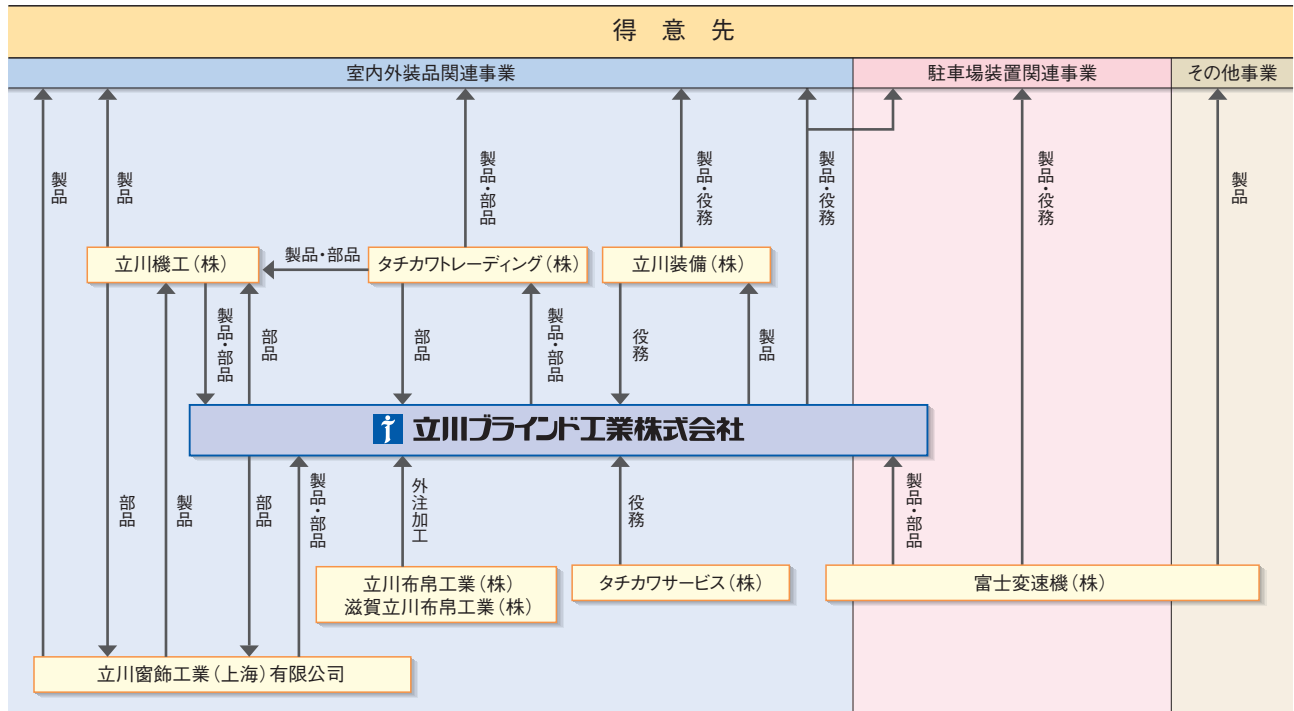 得意先
室内外装品関連事業
駐車場装置関連事業
その他事業
製品
製品
製品・部品
製品・役務
製品・役務
製品・役務
製品
立川機工(株)
製品・部品
タチカワトレーディング(株)
立川装備(株)
製品・部品
部品
部品
製品・部品
役務
製品
立川ブラインド工業株式会社
部品
製品
部品
製品・部品
外注加工
役務
製品・部品
立川布帛工業(株)
滋賀立川布帛工業(株)
タチカワサービス(株)
富士変速機(株)
立川窗飾工業(上海)有限公司